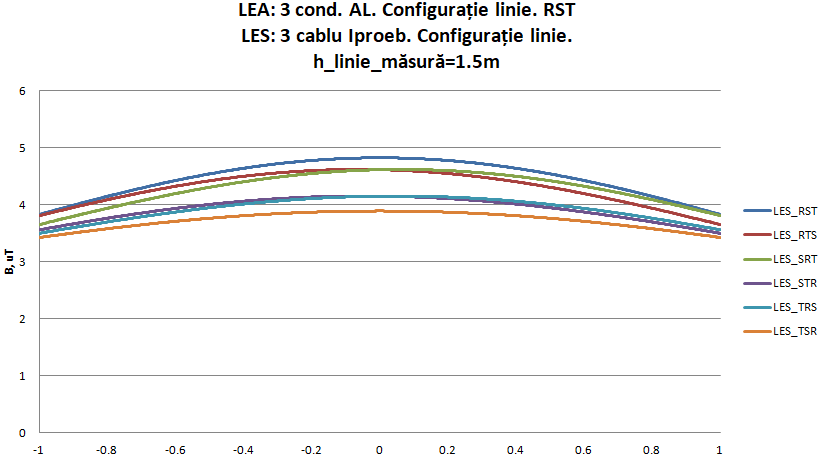 LEA: 3 cond. AL. Configurație linie. RST
LES: 3 cablu Iproeb. Configurație linie.
h_linie_măsură=1.5m
6
5
4
3
2
1
0
B, uT
-1
-0.8
-0.6
-0.4
-0.2
0
0.2
0.4
0.6
0.8
1
LES_RST
LES_RTS
LES_SRT
LES_STR
LES_TRS
LES_TSR